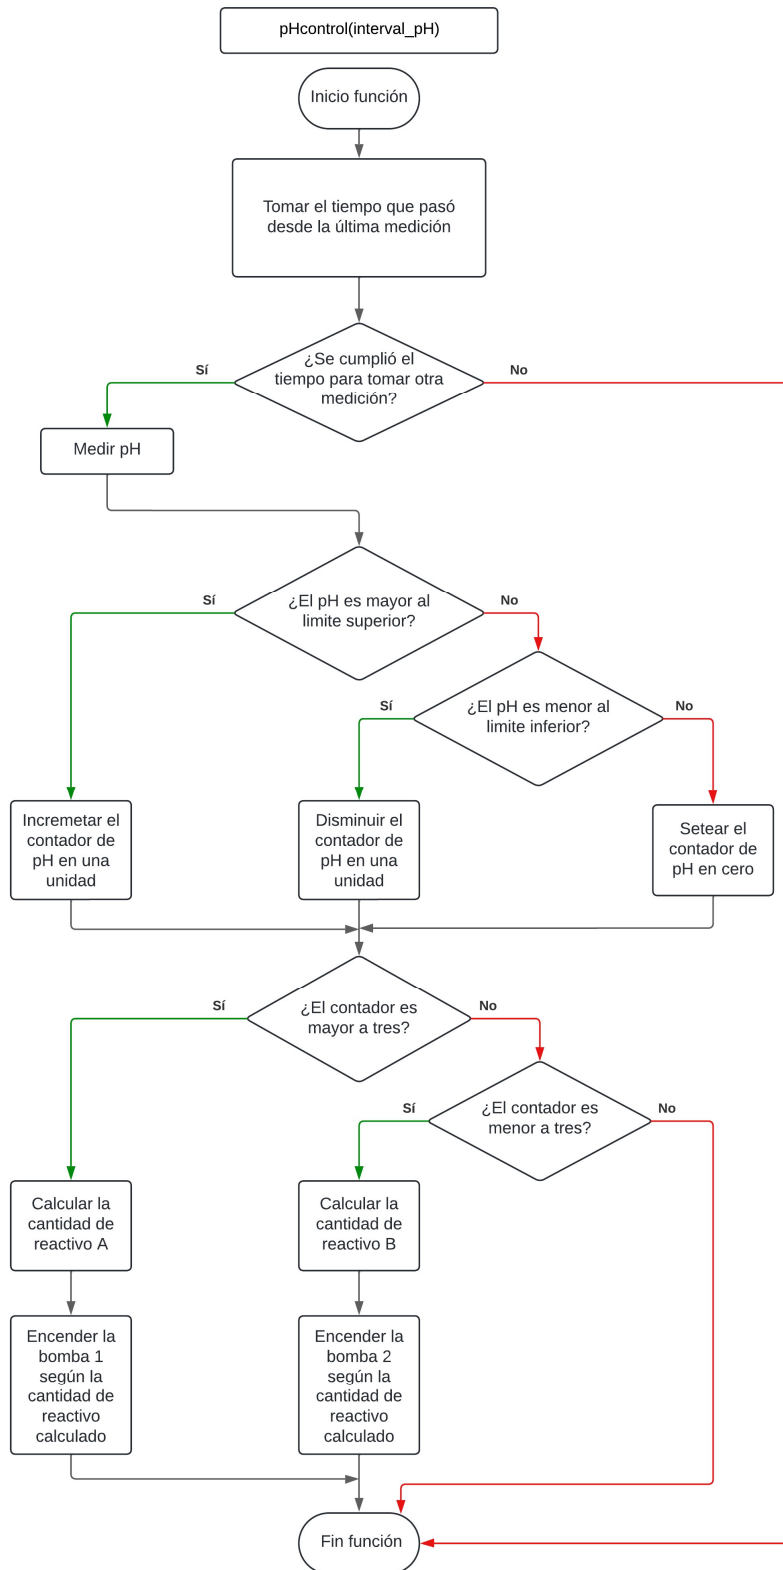 pHcontrol(interval_pH)
Inicio función
Tomar el tiempo que pasó
desde la última medición
¿Se cumplió el
tiempo para tomar otra
medición?
Sí
No
Medir pH
¿El pH es mayor al
limite superior?
Sí
No
¿El pH es menor al
limite inferior?
Sí
No
Incremetar el
contador de
pH en una
unidad
Disminuir el
contador de
pH en una
unidad
Setear el
contador de
pH en cero
¿El contador es
mayor a tres?
Sí
No
¿El contador es
menor a tres?
Sí
No
Calcular la
cantidad de
reactivo A
Calcular la
cantidad de
reactivo B
Encender la
bomba 1
según la
cantidad de
reactivo
calculado
Encender la
bomba 2
según la
cantidad de
reactivo
calculado
Fin función